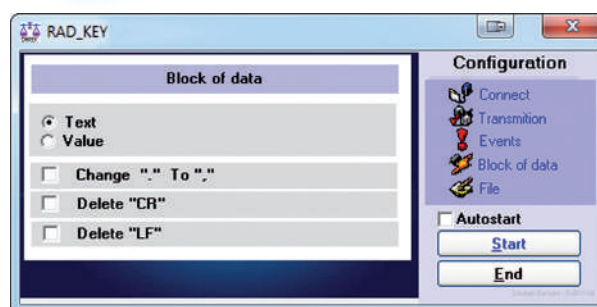 RAD_KEY
Block of data
Text
Value
Change "." To ","
Delete "CR"
Delete "LF"
Configuration
Connect
Transmition
Events
Block of data
File
Autostart
Start
End